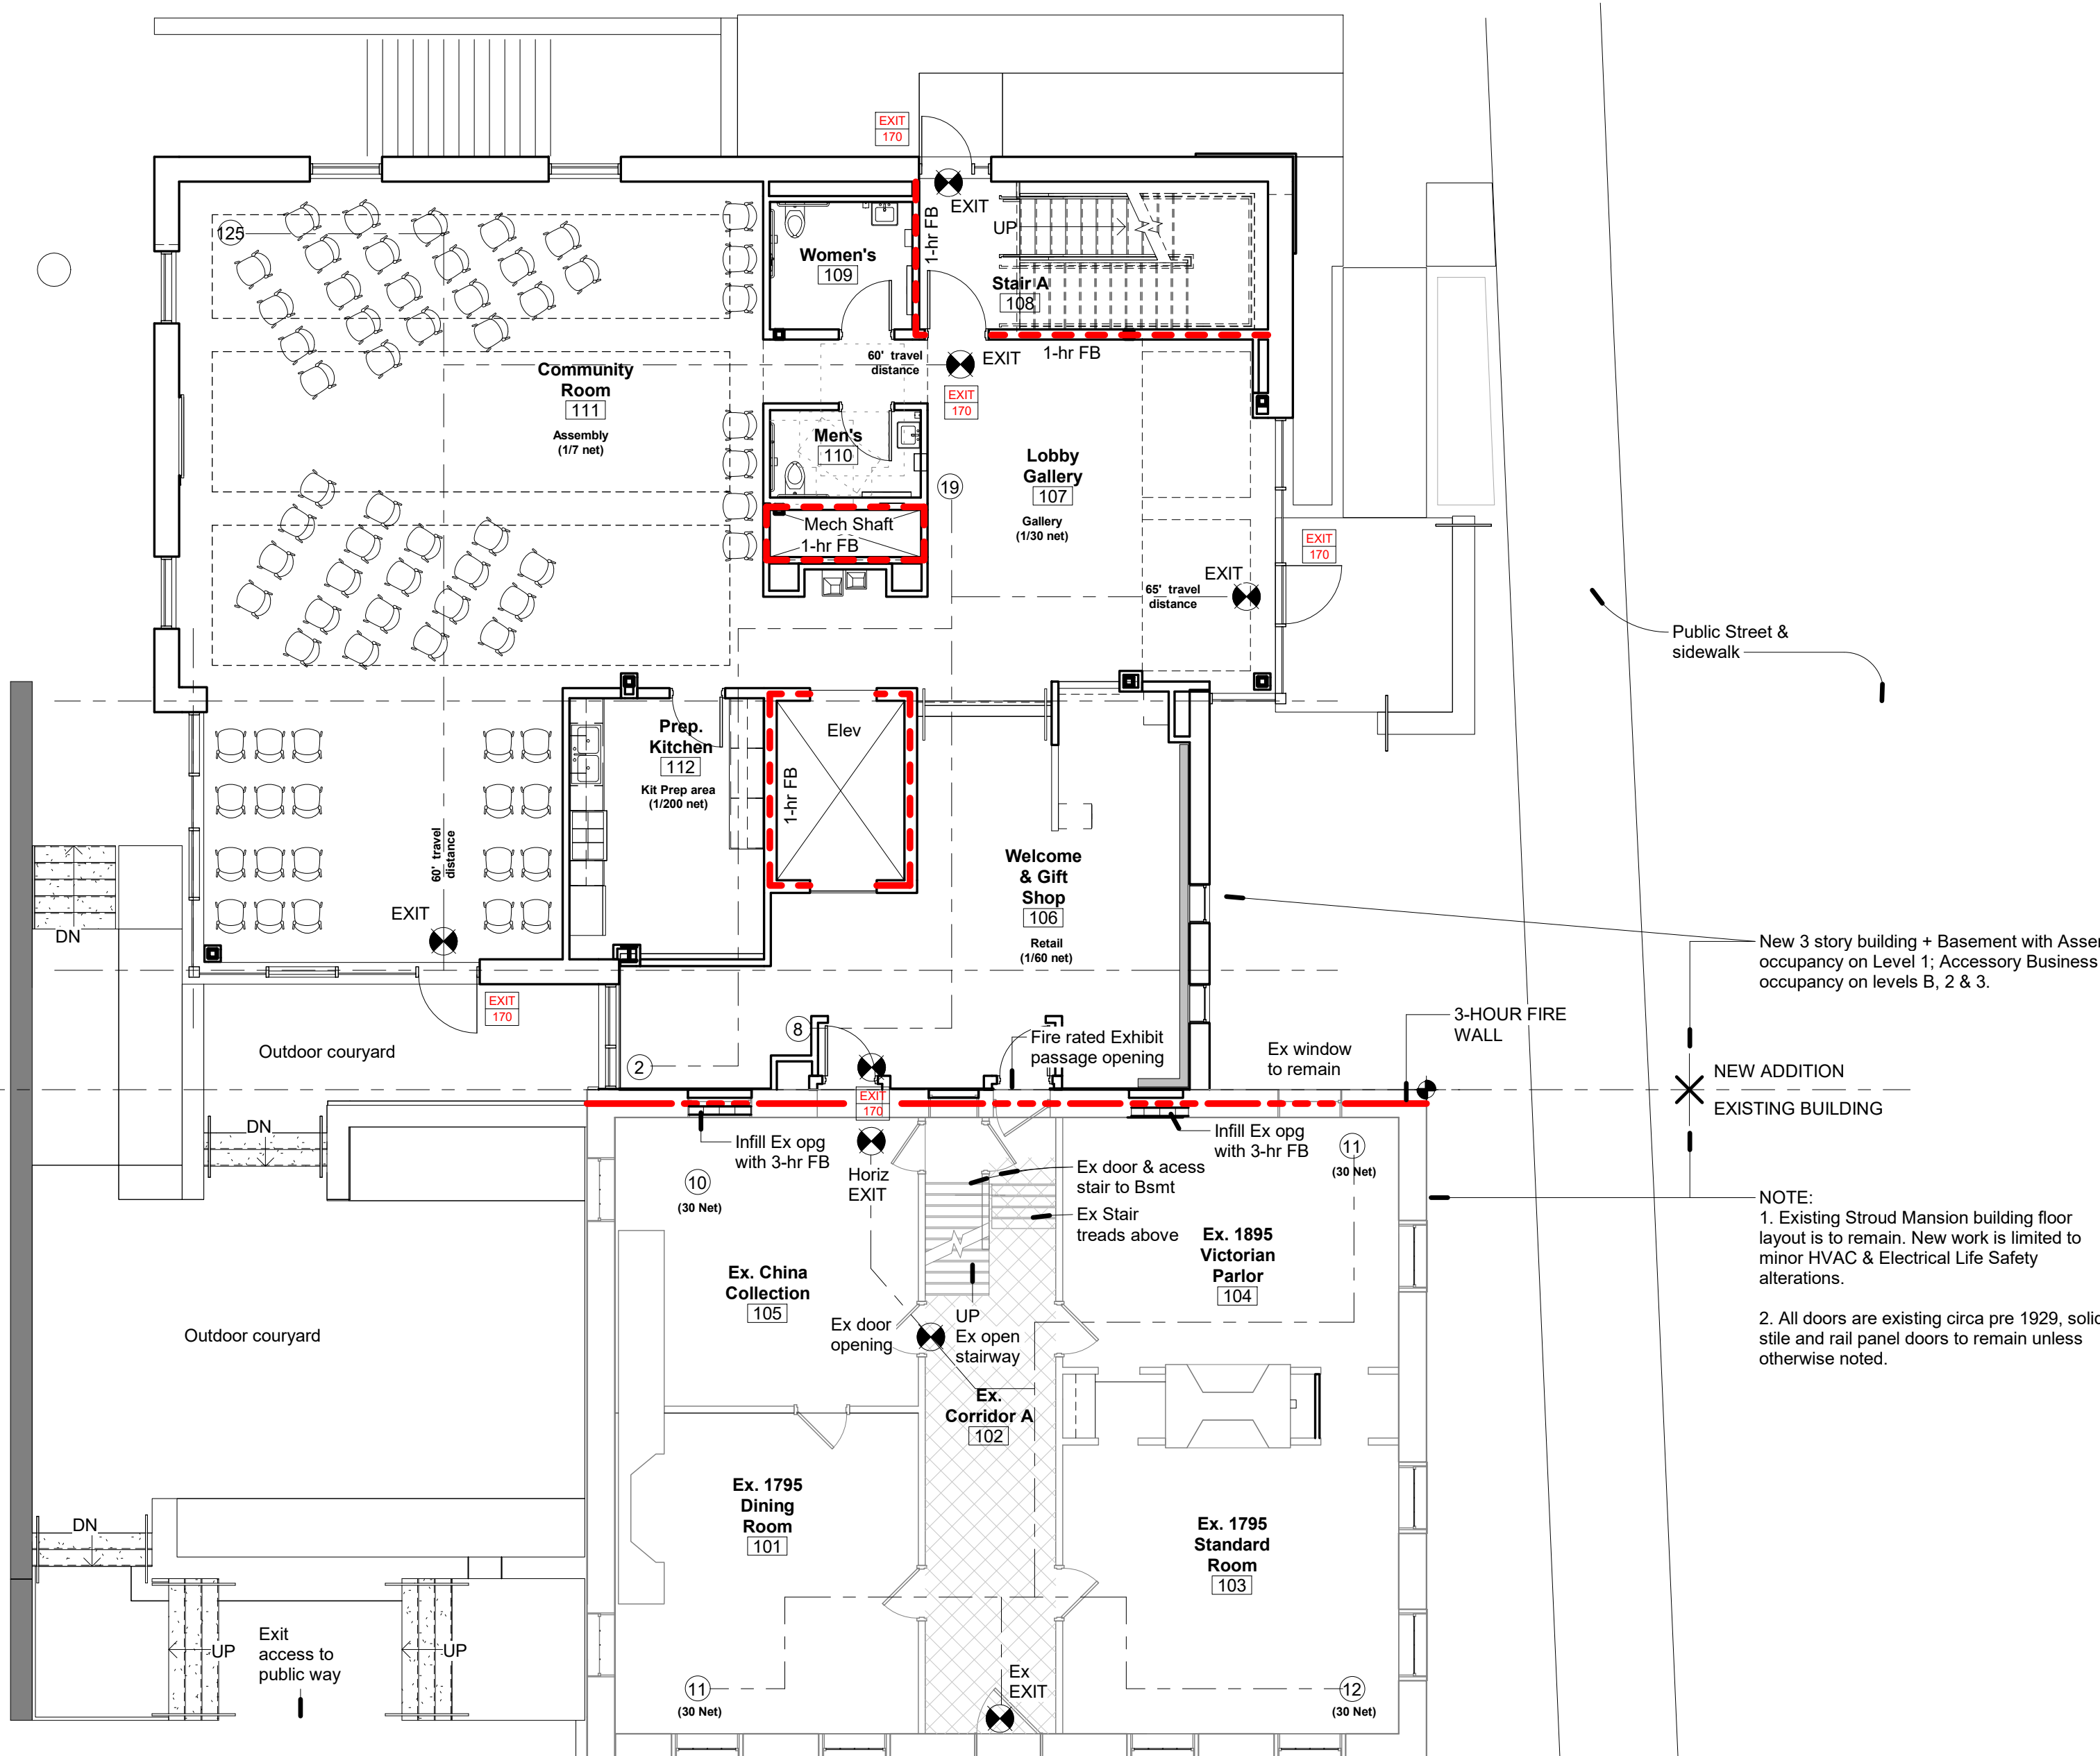 EXIT
170
EXIT
1-hr FB
UP
125
Women's
109
Stair A
108
60' travel
distance
EXIT
1-hr FB
EXIT
170
Community
Room
111
Assembly
(1/7 net)
Men's
110
Lobby
Gallery
107
Gallery
(1/30 net)
19
Mech Shaft
1-hr FB
EXIT
170
EXIT
65' travel
distance
Public Street &
sidewalk
Prep.
Kitchen
112
Kit Prep area
(1/200 net)
Elev
1-hr FB
60' travel
distance
EXIT
Welcome
& Gift
Shop
106
Retail
(1/60 net)
DN
New 3 story building + Basement with Asse
occupancy on Level 1; Accessory Business
occupancy on levels B, 2 & 3.
EXIT
170
3-HOUR FIRE
WALL
Outdoor couryard
8
2
Fire rated Exhibit
passage opening
Ex window
to remain
NEW ADDITION
EXISTING BUILDING
EXIT
170
DN
Infill Ex opg
with 3-hr FB
Infill Ex opg
with 3-hr FB
Horiz
EXIT
10
(30 Net)
11
(30 Net)
Ex door & acess
stair to Bsmt
Ex Stair
treads above
NOTE:
1. Existing Stroud Mansion building floor
layout is to remain. New work is limited to
minor HVAC & Electrical Life Safety
alterations.
2. All doors are existing circa pre 1929, solid
stile and rail panel doors to remain unless
otherwise noted.
Ex. 1895
Victorian
Parlor
104
Ex. China
Collection
105
Outdoor couryard
Ex door
opening
UP
Ex open
stairway
Ex.
Corridor A
102
Ex. 1795
Dining
Room
101
Ex. 1795
Standard
Room
103
DN
UP
UP
Exit
access to
public way
11
(30 Net)
Ex
EXIT
12
(30 Net)